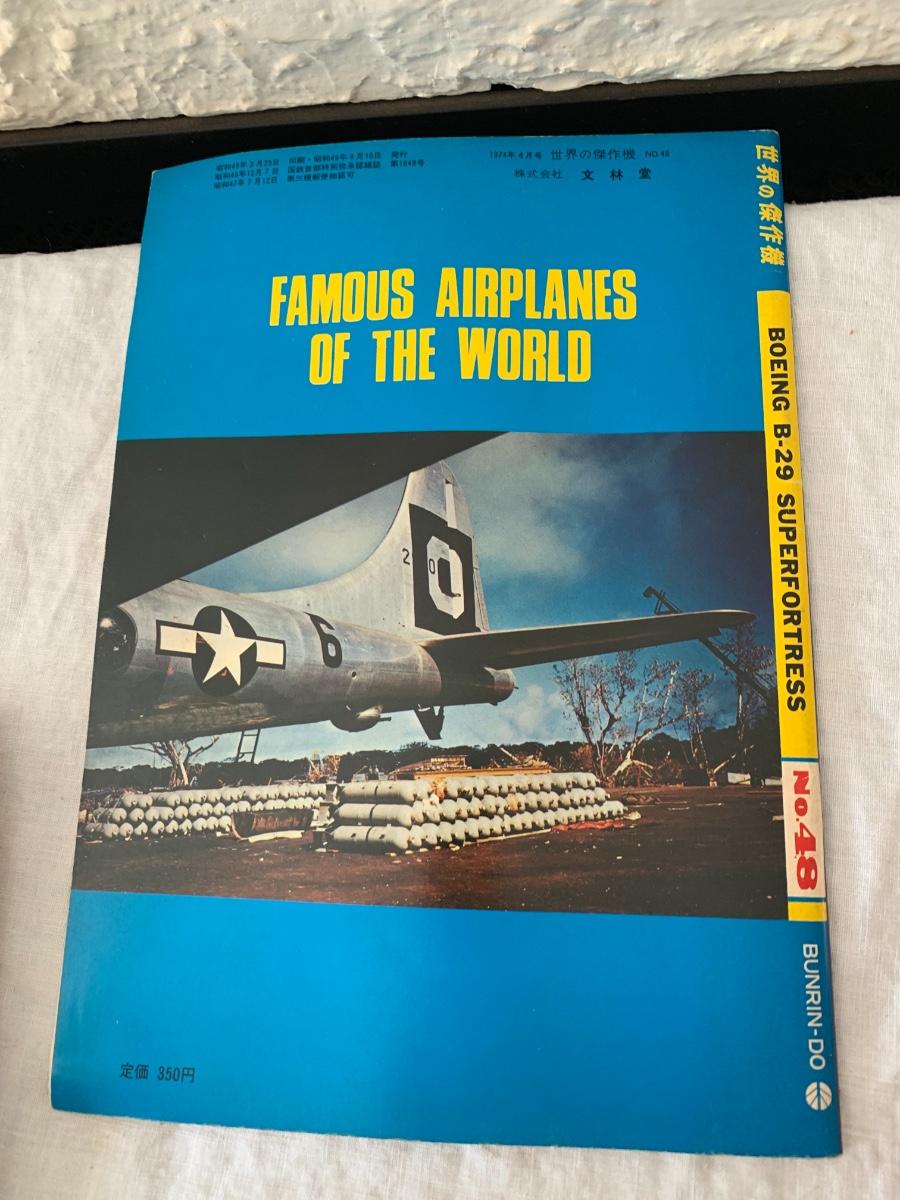 昭和49年3月25日 印刷・昭和49年4月10日 発行
昭和48年12月7日 国鉄首都特別扱承認雑誌 第1849号
昭和47年7月12日 第三種郵便物認可
1974年4月号 世界の傑作機 NO.48
株式会社 文林堂
FAMOUS AIRPLANES
OF THE WORLD
2 0
Q
6
定価 350円
世界の傑作機
BOEING B-29 SUPERFORTRESS
No.48
BUNRIN-DO